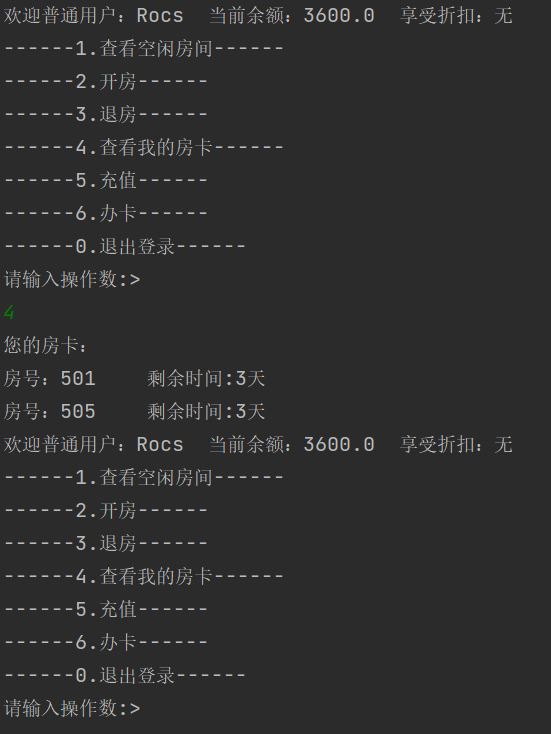 欢迎普通用户：Rocs  当前余额：3600.0  享受折扣：无
------1.查看空闲房间------
------2.开房------
------3.退房------
------4.查看我的房卡------
------5.充值------
------6.办卡------
------0.退出登录------
请输入操作数:>
4
您的房卡：
房号：501    剩余时间:3天
房号：505    剩余时间:3天
欢迎普通用户：Rocs  当前余额：3600.0  享受折扣：无
------1.查看空闲房间------
------2.开房------
------3.退房------
------4.查看我的房卡------
------5.充值------
------6.办卡------
------0.退出登录------
请输入操作数:>